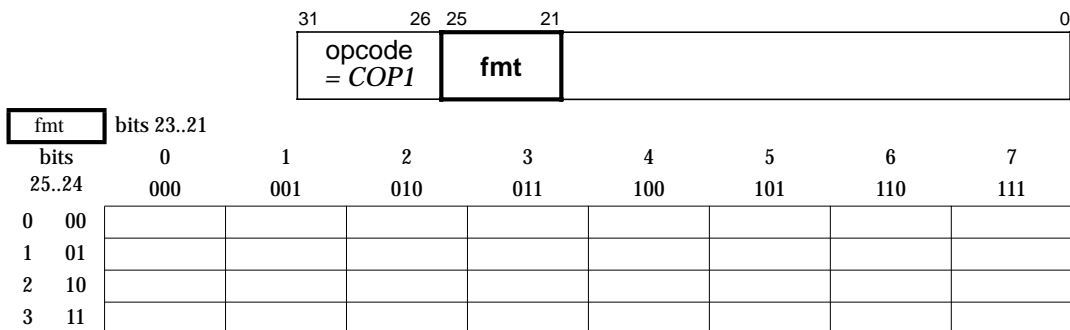 31 26 25 21 0
opcode
= COP1 fmt
fmt bits 23..21
bits 0 1 2 3 4 5 6 7
25..24 000 001 010 011 100 101 110 111
0 00
1 01
2 10
3 11